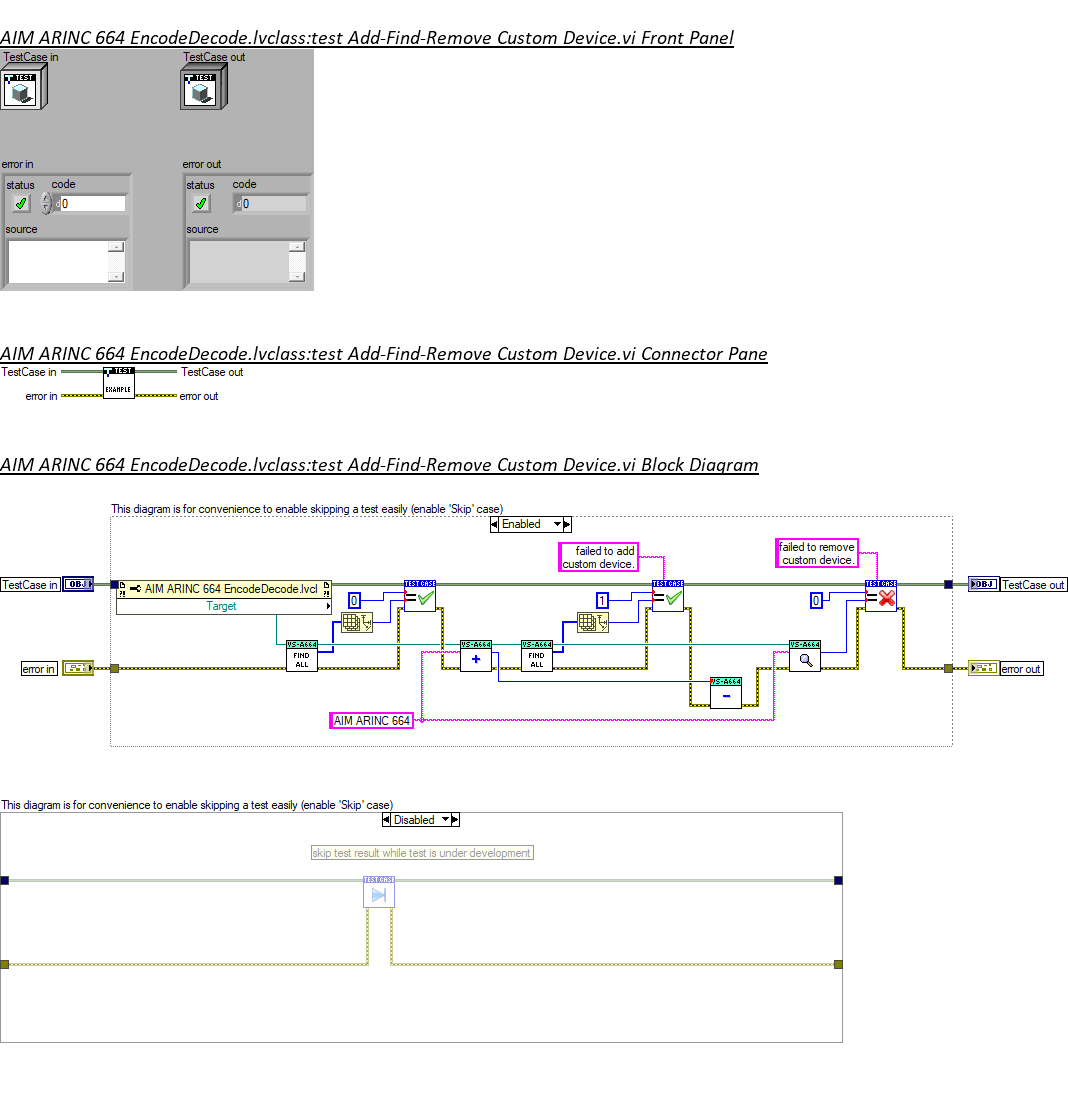 AIM ARINC 664 EncodeDecode.lvclass:test Add-Find-Remove Custom Device.vi Front Panel
TestCase in
TestCase out
TEST
TEST
error in
error out
status
code
status
code
d
0
d
0
source
source
AIM ARINC 664 EncodeDecode.lvclass:test Add-Find-Remove Custom Device.vi Connector Pane
TestCase in
TEST
TestCase out
EXAMPLE
error in
error out
AIM ARINC 664 EncodeDecode.lvclass:test Add-Find-Remove Custom Device.vi Block Diagram
This diagram is for convenience to enable skipping a test easily (enable 'Skip' case)
Enabled
failed to add
custom device.
failed to remove
custom device.
TestCase in
OBJ
AIM ARINC 664 EncodeDecode.lvcl
Target
TEST CASE
TEST CASE
TEST CASE
OBJ
TestCase out
0
=
1
=
0
=
VS-A664
FIND
ALL
VS-A664
+
VS-A664
FIND
ALL
VS-A664
error in
error out
VS-A664
-
AIM ARINC 664
This diagram is for convenience to enable skipping a test easily (enable 'Skip' case)
Disabled
skip test result while test is under development
TEST CASE